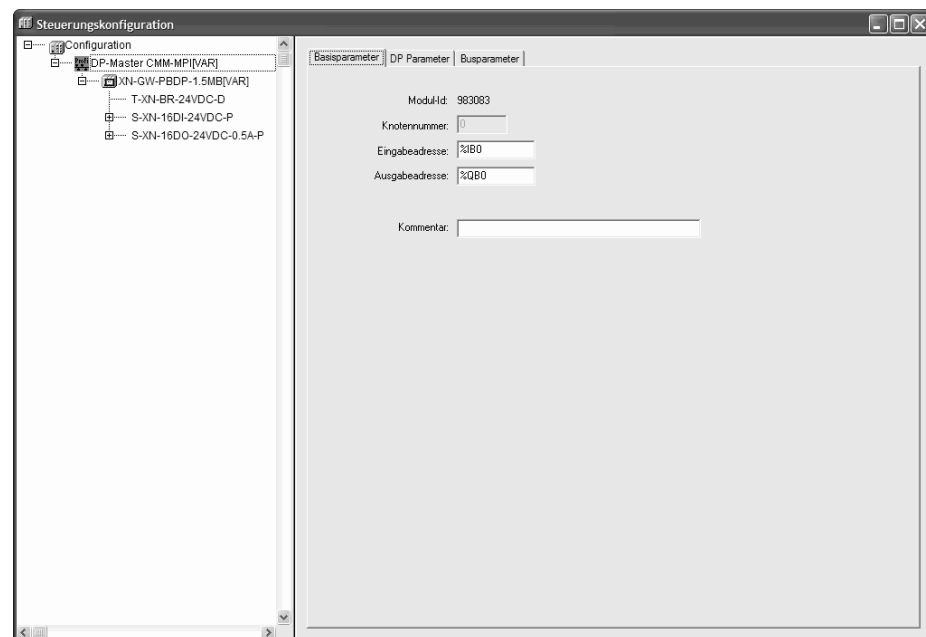 Steuerungskonfiguration
Configuration
DP-Master CMM-MPI[VAR]
XN-GW-PBDP-1.5MB[VAR]
T-XN-BR-24VDC-D
S-XN-16DI-24VDC-P
S-XN-16DO-24VDC-0.5A-P
Basisparameter DP Parameter Busparameter
Modul-Id: 983083
Knotennummer: 0
Eingabeadresse: %IB0
Ausgabeadresse: %QB0
Kommentar: